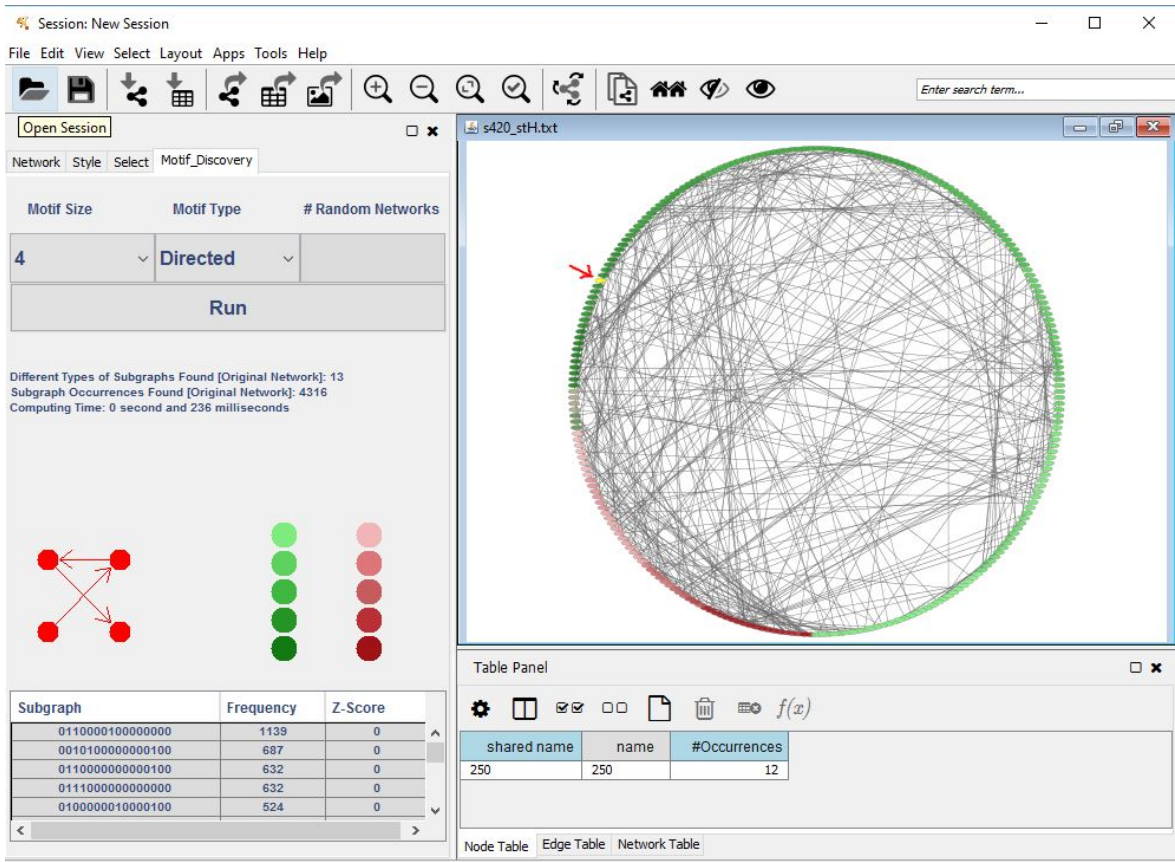 Session: New Session
File Edit View Select Layout Apps Tools Help
Enter search term...
Open Session
s420_stH.txt
Network Style Select Motif_Discovery
Motif Size Motif Type # Random Networks
4 Directed
Run
Different Types of Subgraphs Found [Original Network]: 13
Subgraph Occurrences Found [Original Network]: 4316
Computing Time: 0 second and 236 milliseconds
Subgraph Frequency Z-Score
0110000100000000 1139 0
0010100000000100 687 0
0110000000000100 632 0
0111000000000000 632 0
0100000010000100 524 0
Table Panel
f(x)
shared name name #Occurrences
250 250 12
Node Table Edge Table Network Table